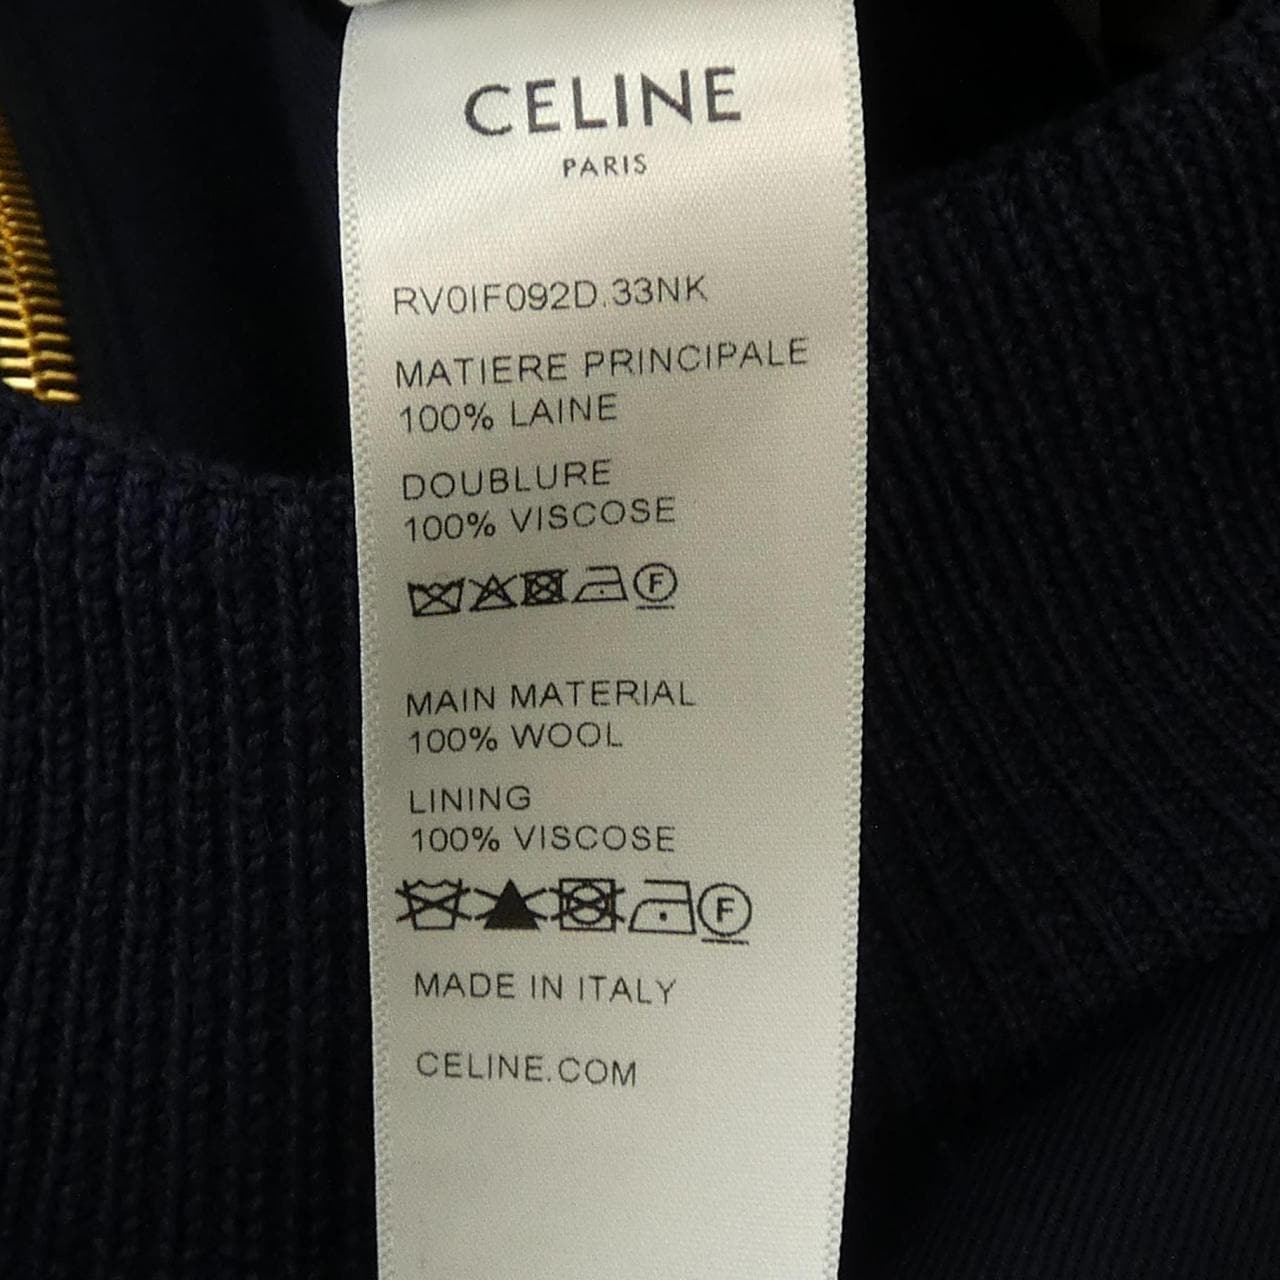 CELINE
PARIS
RV0IF092D.33NK
MATIERE PRINCIPALE
100% LAINE
DOUBLURE
100% VISCOSE
F
MAIN MATERIAL
100% WOOL
LINING
100% VISCOSE
F
MADE IN ITALY
CELINE.COM